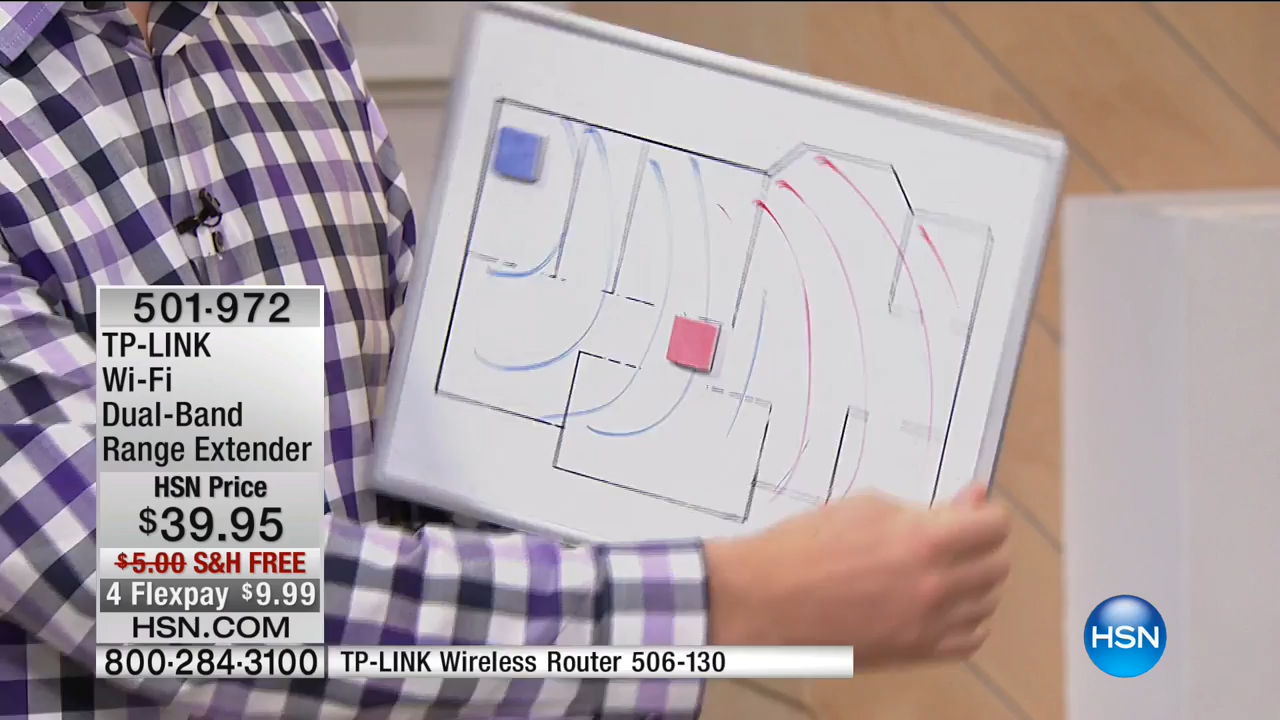 501·972
TP-LINK
Wi-Fi
Dual-Band
Range Extender
HSN Price
$39.95
$5.00 S&H FREE
4 Flexpay $9.99
HSN.COM
800·284·3100
TP-LINK Wireless Router 506-130
HSN